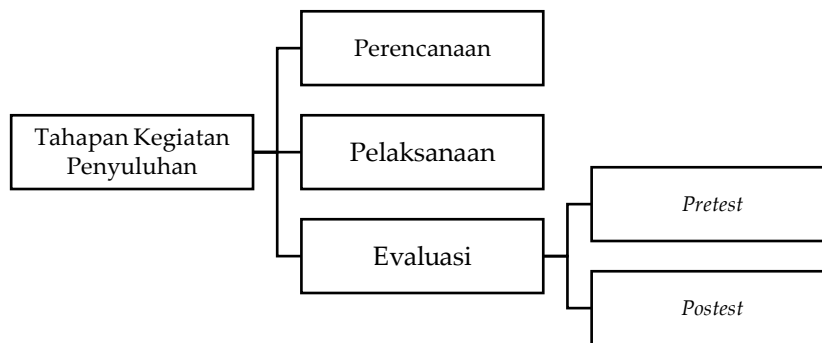 Tahapan Kegiatan
Penyuluhan
Perencanaan
Pelaksanaan
Evaluasi
Pretest
Postest